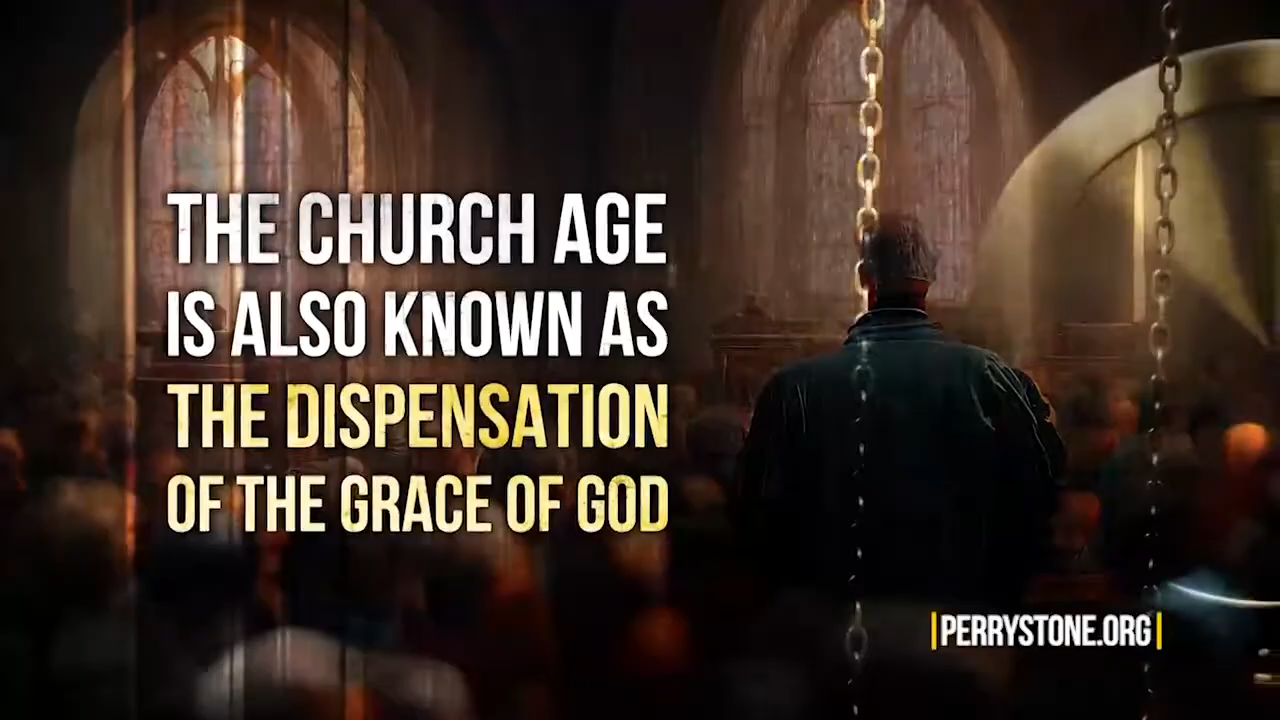 THE CHURCH AGE
IS ALSO KNOWN AS
THE DISPENSATION
OF THE GRACE OF GOD
PERRYSTONE.ORG